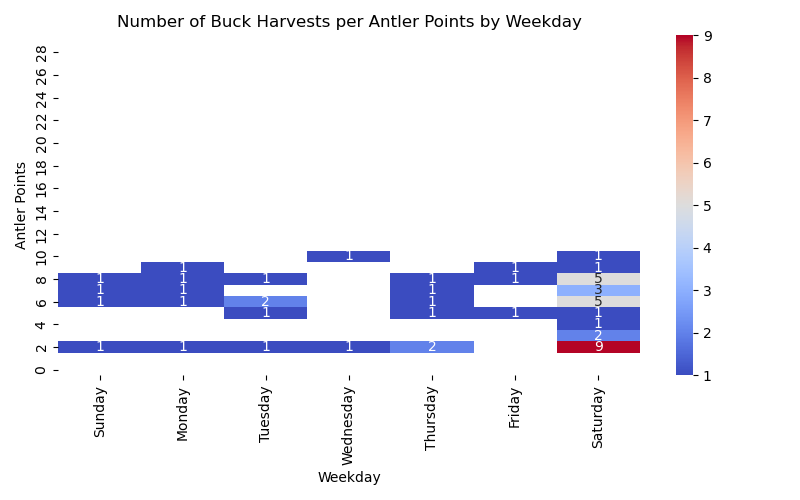 Number of Buck Harvests per Antler Points by Weekday
Antler Points
28
26
24
22
20
18
16
14
12
10
8
6
4
2
0
1 1
1 1 1
1 1 1 1 1 5
1 1 1 3
1 1 2 1 5
1 1 1 1
1
2
1 1 1 1 2 9
Sunday Monday Tuesday Wednesday Thursday Friday Saturday
Weekday
9
8
7
6
5
4
3
2
1